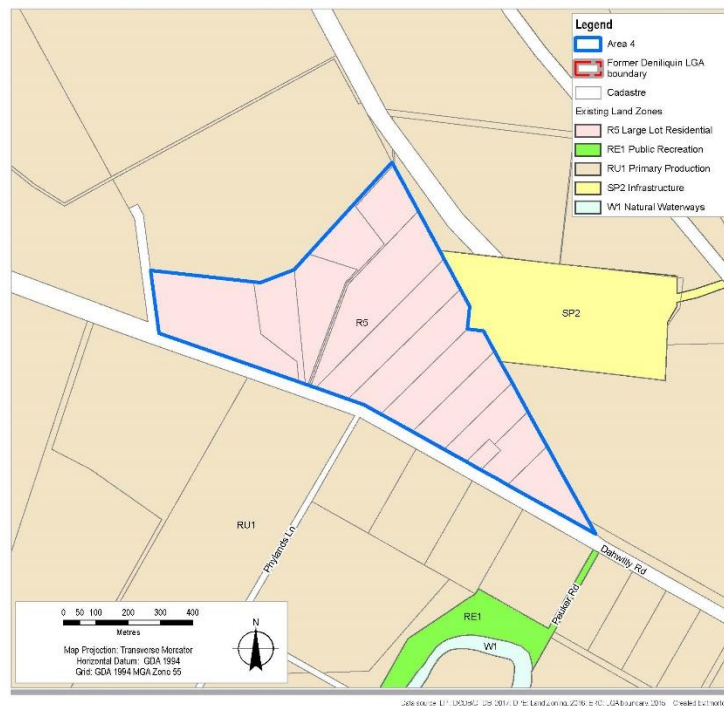 Legend
Area 4
Former Deniliquin LGA
boundary
Cadastre
Existing Land Zones
R5 Large Lot Residential
RE1 Public Recreation
RU1 Primary Production
SP2 Infrastructure
W1 Natural Waterways
SP2
R5
RU1
Phylands Ln
Dahwilly Rd
Pauker Rd
RE1
W1
0 50 100 200 300 400
Metres
N
Map Projection: Transverse Mercator
Horizontal Datum: GDA 1994
Grid: GDA 1994 MGA Zone 55